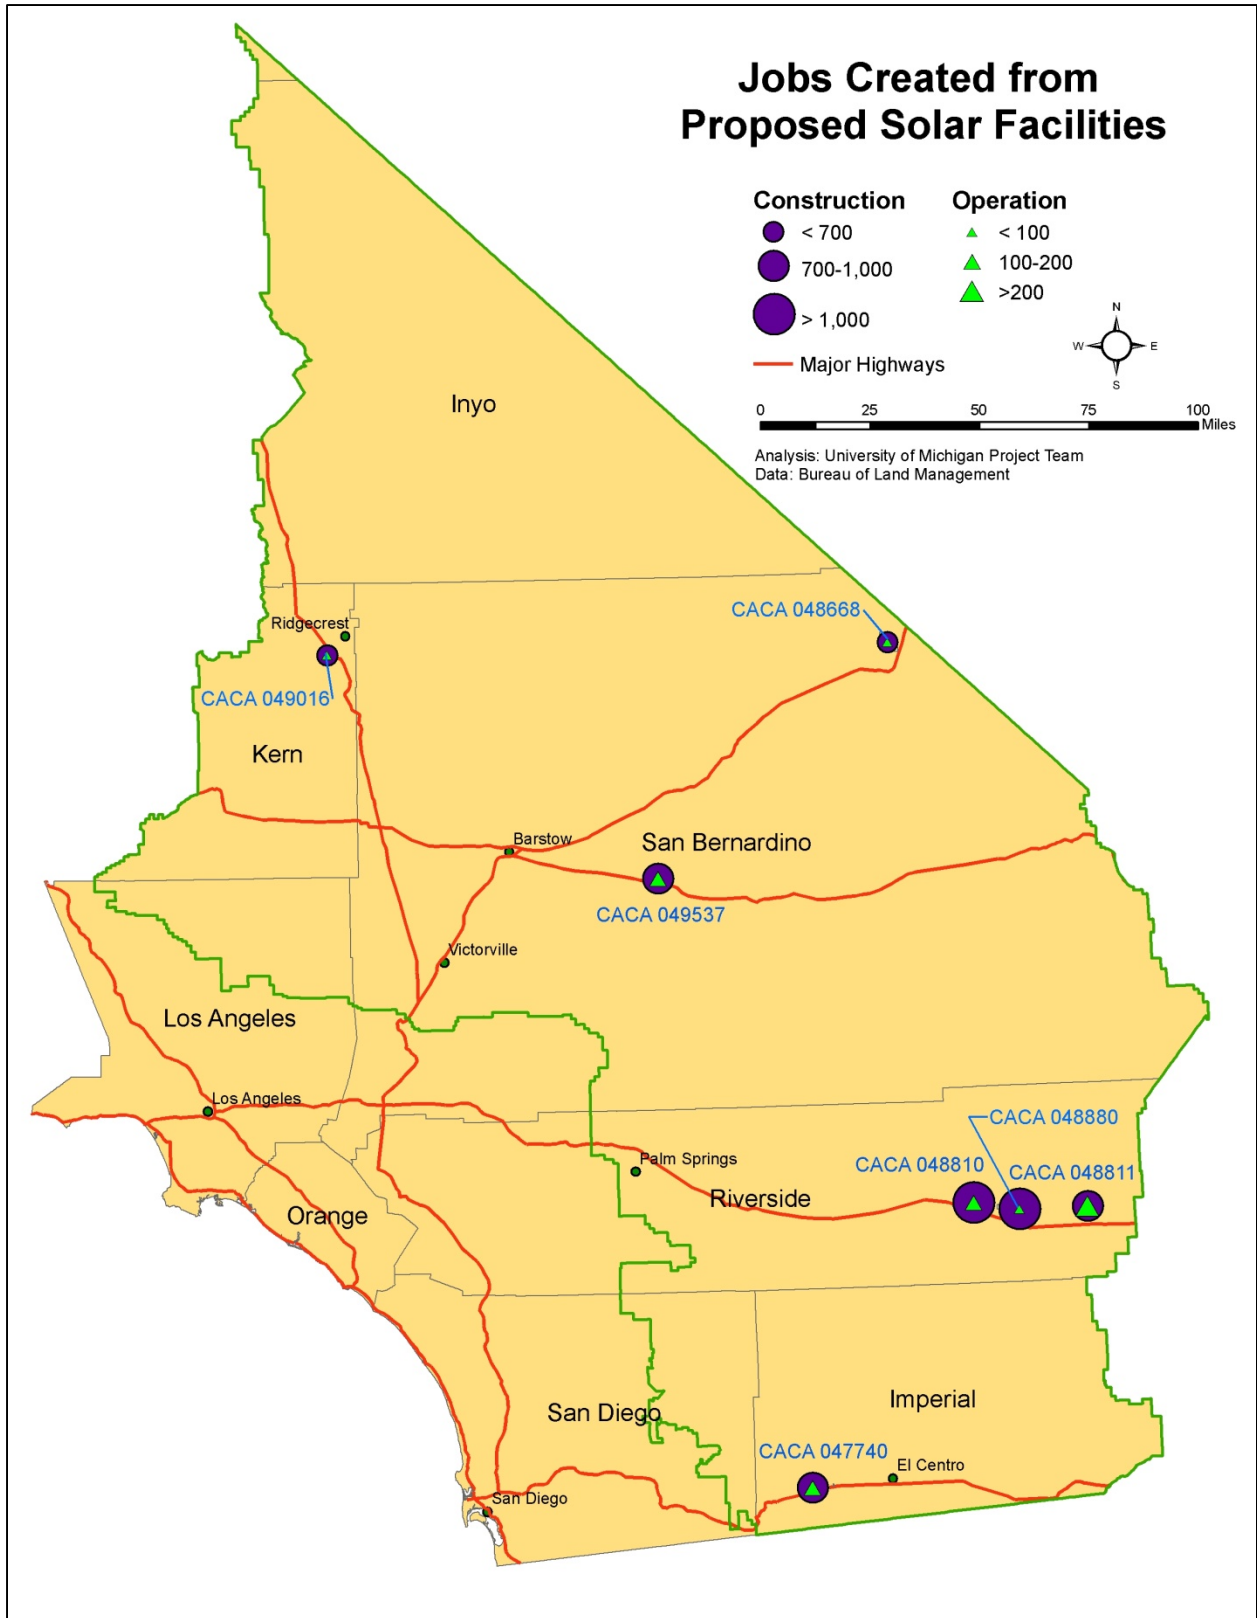 Jobs Created from
Proposed Solar Facilities
Construction
< 700
700-1,000
> 1,000
Major Highways
Operation
< 100
100-200
>200
N
W
E
S
0 25 50 75 100
Miles
Analysis: University of Michigan Project Team
Data: Bureau of Land Management
Inyo
CACA 048668
Ridgecrest
CACA 049016
Kern
Barstow
San Bernardino
CACA 049537
Victorville
Los Angeles
Los Angeles
CACA 048880
Palm Springs
CACA 048810
CACA 048811
Riverside
Orange
Imperial
San Diego
CACA 047740
El Centro
San Diego